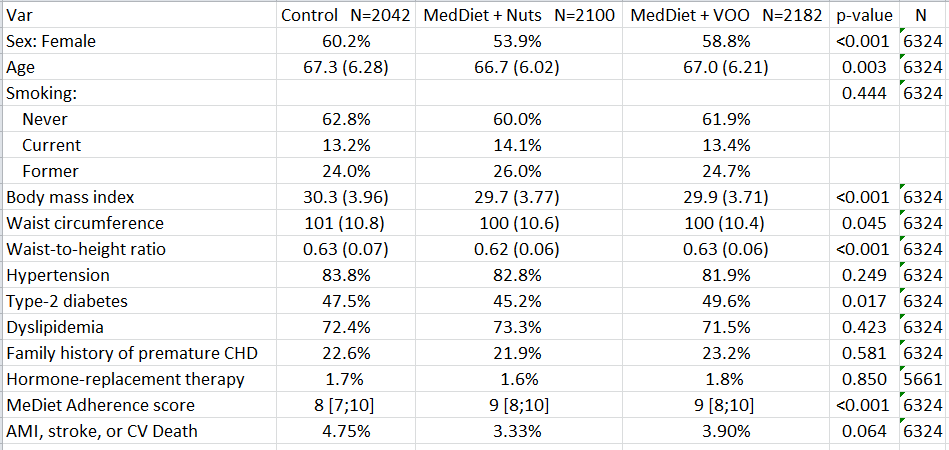 Var Control N=2042 MedDiet + Nuts N=2100 MedDiet + VOO N=2182 p-value N
Sex: Female 60.2% 53.9% 58.8% <0.001 6324
Age 67.3 (6.28) 66.7 (6.02) 67.0 (6.21) 0.003 6324
Smoking: 0.444 6324
Never 62.8% 60.0% 61.9%
Current 13.2% 14.1% 13.4%
Former 24.0% 26.0% 24.7%
Body mass index 30.3 (3.96) 29.7 (3.77) 29.9 (3.71) <0.001 6324
Waist circumference 101 (10.8) 100 (10.6) 100 (10.4) 0.045 6324
Waist-to-height ratio 0.63 (0.07) 0.62 (0.06) 0.63 (0.06) <0.001 6324
Hypertension 83.8% 82.8% 81.9% 0.249 6324
Type-2 diabetes 47.5% 45.2% 49.6% 0.017 6324
Dyslipidemia 72.4% 73.3% 71.5% 0.423 6324
Family history of premature CHD 22.6% 21.9% 23.2% 0.581 6324
Hormone-replacement therapy 1.7% 1.6% 1.8% 0.850 5661
MeDiet Adherence score 8 [7;10] 9 [8;10] 9 [8;10] <0.001 6324
AMI, stroke, or CV Death 4.75% 3.33% 3.90% 0.064 6324